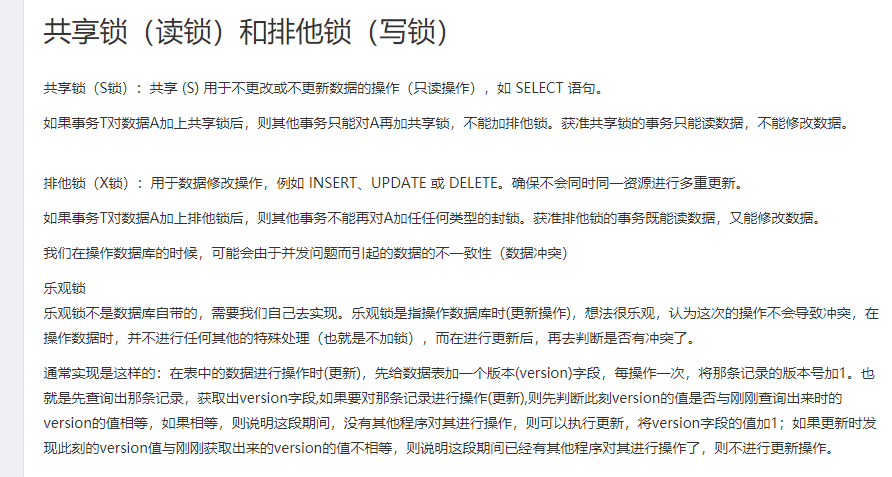 共享锁（读锁）和排他锁（写锁）
共享锁（S锁）：共享 (S) 用于不更改或不更新数据的操作（只读操作），如 SELECT 语句。
如果事务T对数据A加上共享锁后，则其他事务只能对A再加共享锁，不能加排他锁。获准共享锁的事务只能读数据，不能修改数据。
排他锁（X锁）：用于数据修改操作，例如 INSERT、UPDATE 或 DELETE。确保不会同时同一资源进行多重更新。
如果事务T对数据A加上排他锁后，则其他事务不能再对A加任任何类型的封锁。获准排他锁的事务既能读数据，又能修改数据。
我们在操作数据库的时候，可能会由于并发问题而引起的数据的不一致性（数据冲突）
乐观锁
乐观锁不是数据库自带的，需要我们自己去实现。乐观锁是指操作数据库时(更新操作)，想法很乐观，认为这次的操作不会导致冲突，在
操作数据时，并不进行任何其他的特殊处理（也就是不加锁），而在进行更新后，再去判断是否有冲突了。
通常实现是这样的：在表中的数据进行操作时(更新)，先给数据表加一个版本(version)字段，每操作一次，将那条记录的版本号加1。也
就是先查询出那条记录，获取出version字段,如果要对那条记录进行操作(更新),则先判断此刻version的值是否与刚刚查询出来时的
version的值相等，如果相等，则说明这段期间，没有其他程序对其进行操作，则可以执行更新，将version字段的值加1；如果更新时发
现此刻的version值与刚刚获取出来的version的值不相等，则说明这段期间已经有其他程序对其进行操作了，则不进行更新操作。